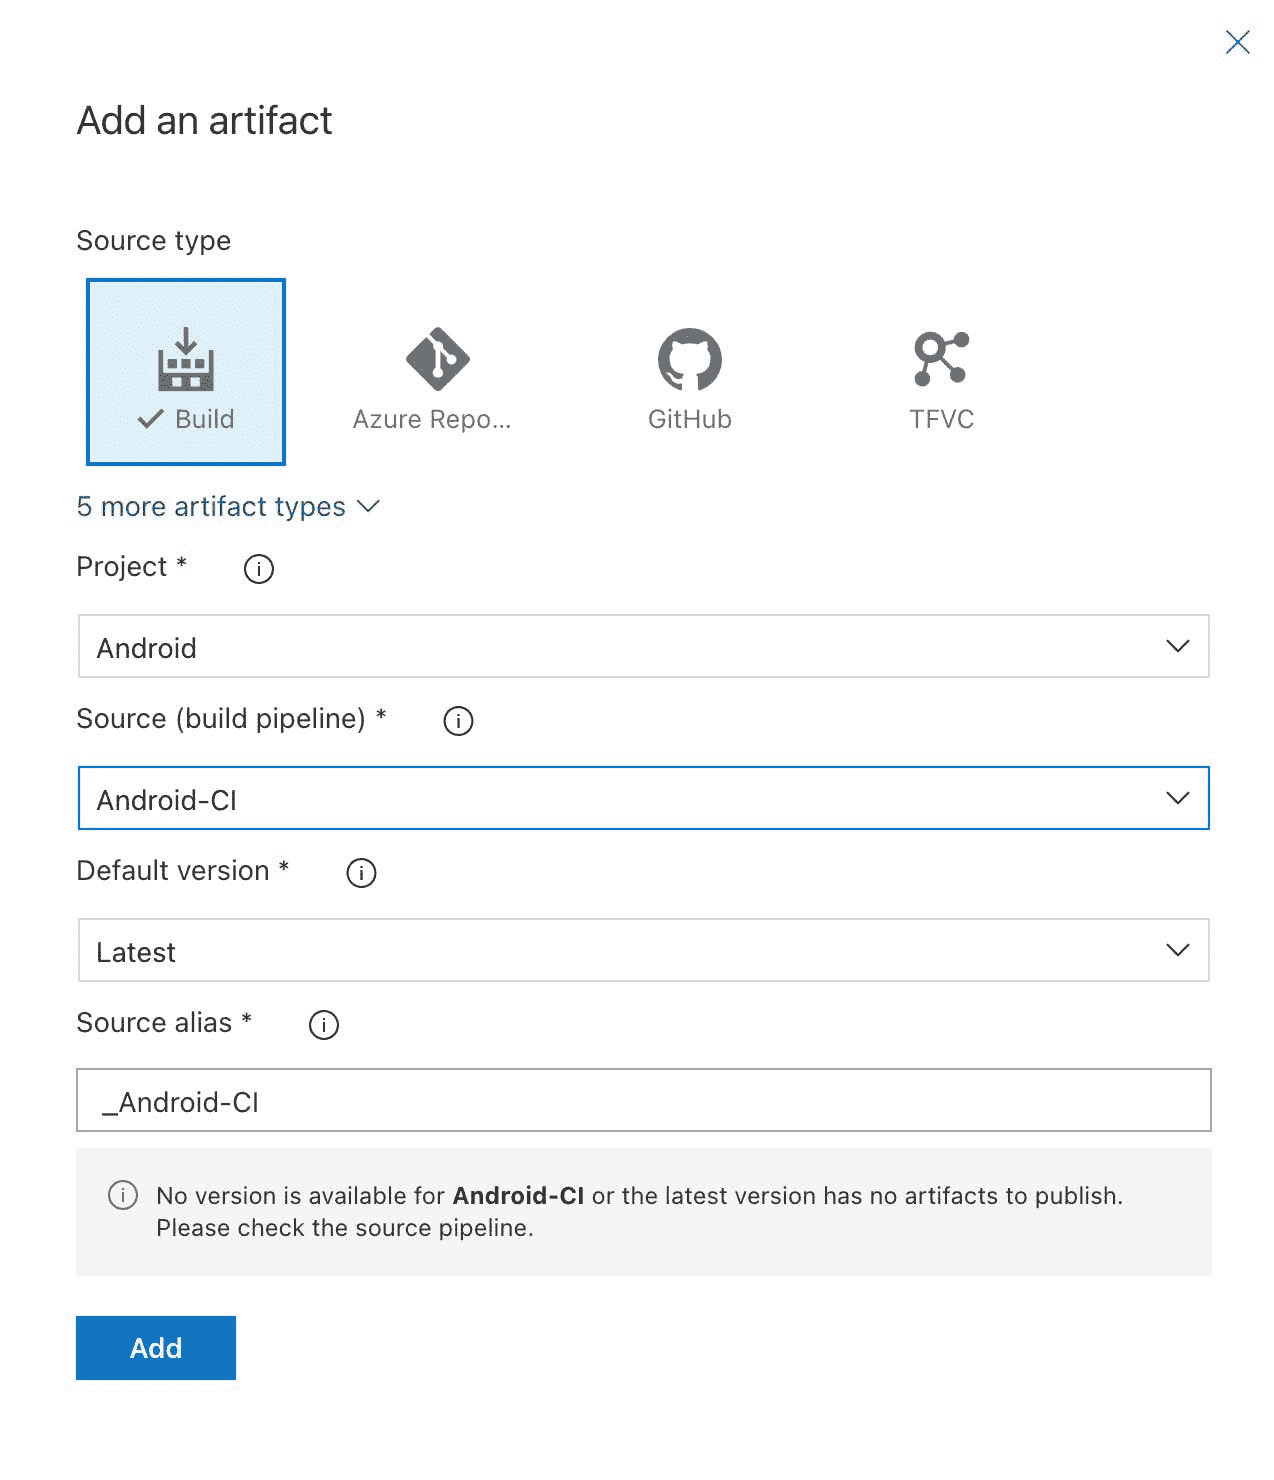 Add an artifact
Source type
Build
Azure Repo...
GitHub
TFVC
5 more artifact types
Project *
Android
Source (build pipeline) *
Android-CI
Default version *
Latest
Source alias *
_Android-CI
No version is available for Android-CI or the latest version has no artifacts to publish.
Please check the source pipeline.
Add